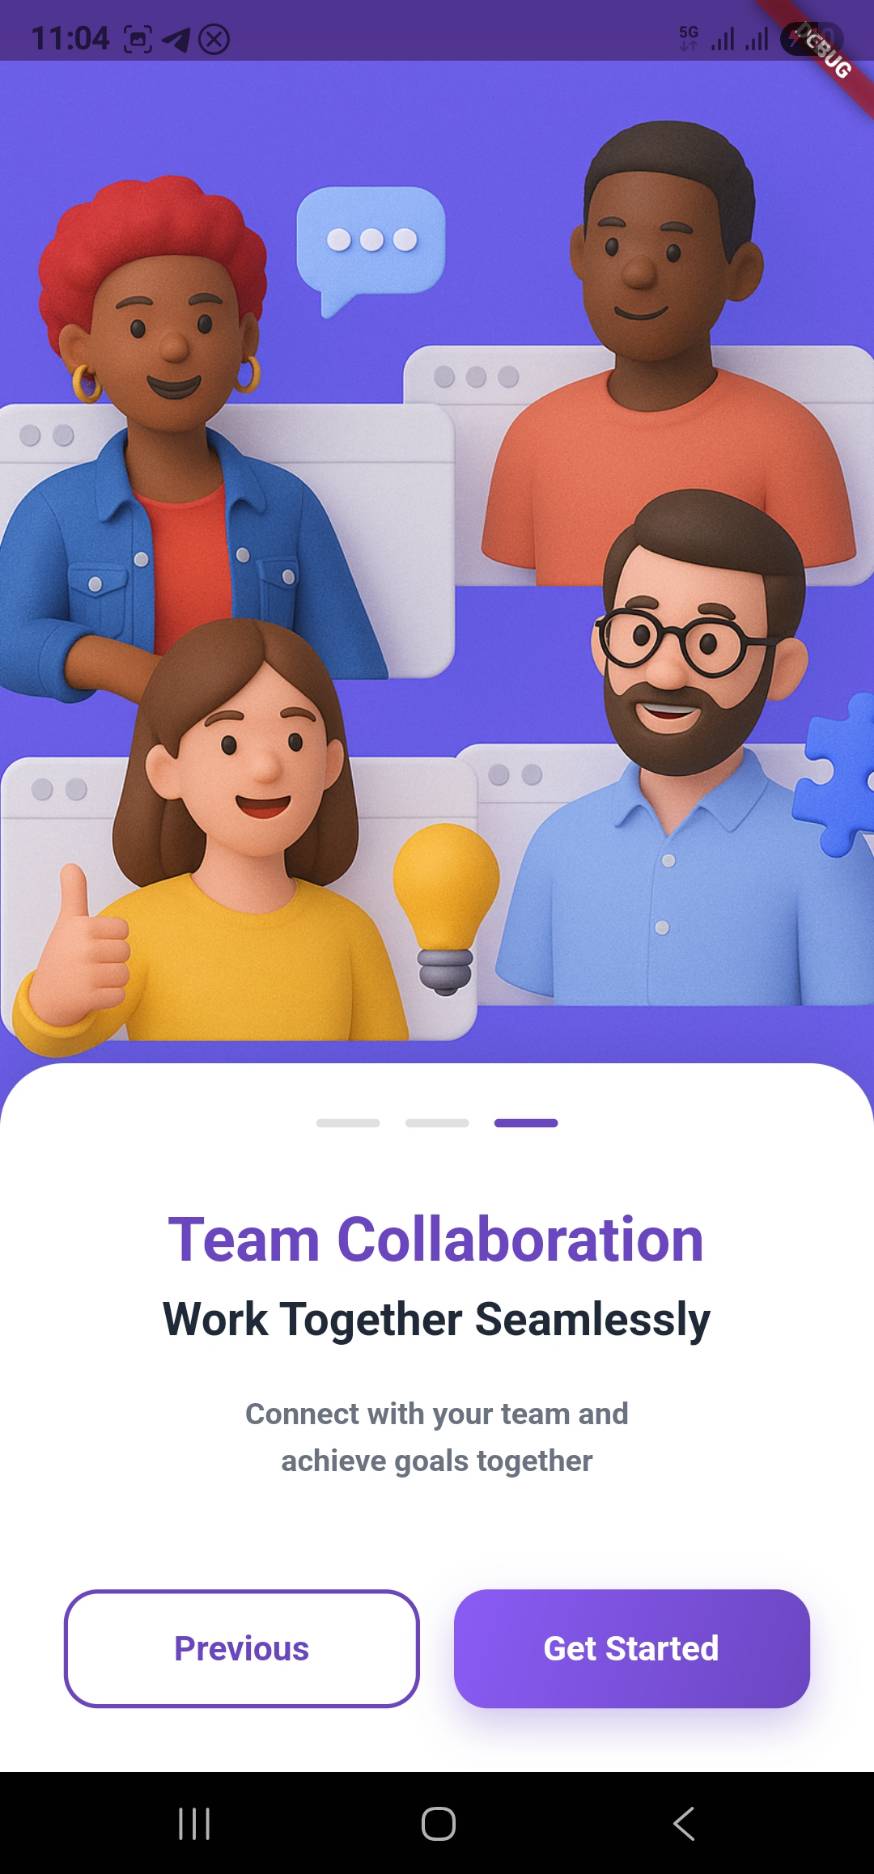 11:04
5G
DEBUG
Team Collaboration
Work Together Seamlessly
Connect with your team and
achieve goals together
Previous
Get Started